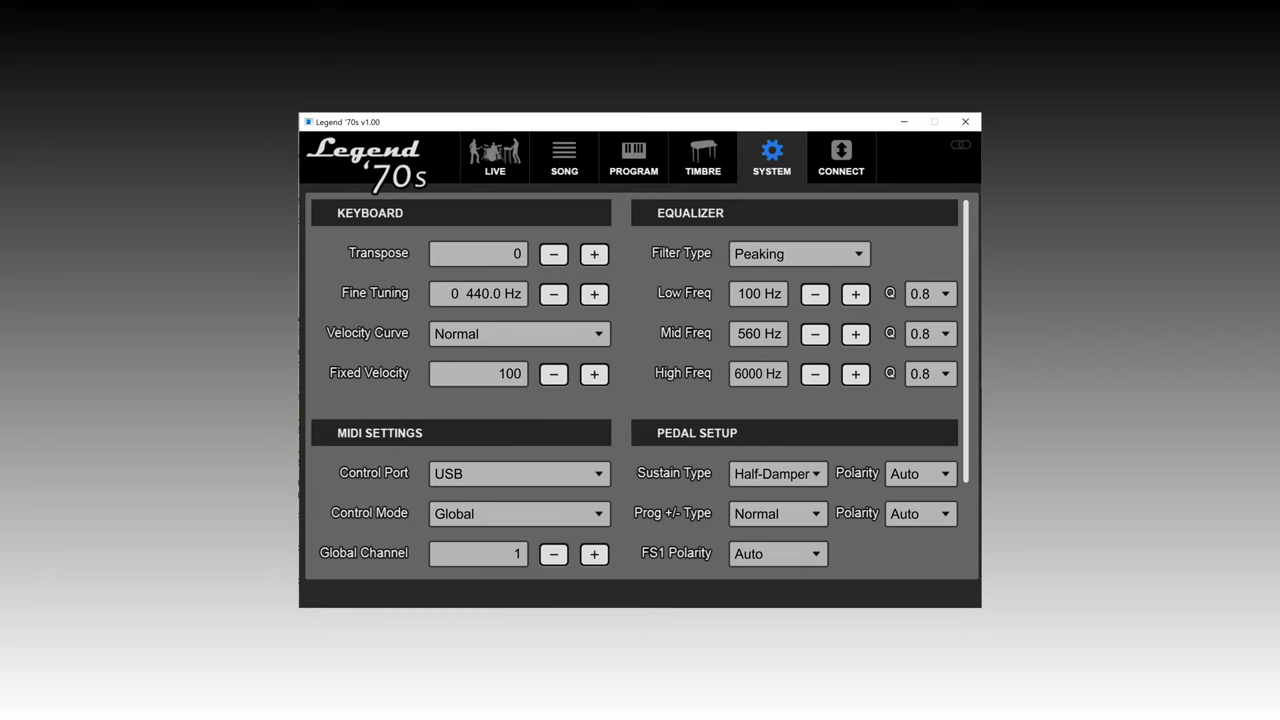 Legend '70s v1.00
Legend
'70s
LIVE
SONG
PROGRAM
TIMBRE
SYSTEM
CONNECT
KEYBOARD
Transpose 0 − +
Fine Tuning 0 440.0 Hz − +
Velocity Curve Normal
Fixed Velocity 100 − +
EQUALIZER
Filter Type Peaking
Low Freq 100 Hz − + Q 0.8
Mid Freq 560 Hz − + Q 0.8
High Freq 6000 Hz − + Q 0.8
MIDI SETTINGS
Control Port USB
Control Mode Global
Global Channel 1 − +
PEDAL SETUP
Sustain Type Half-Damper Polarity Auto
Prog +/- Type Normal Polarity Auto
FS1 Polarity Auto